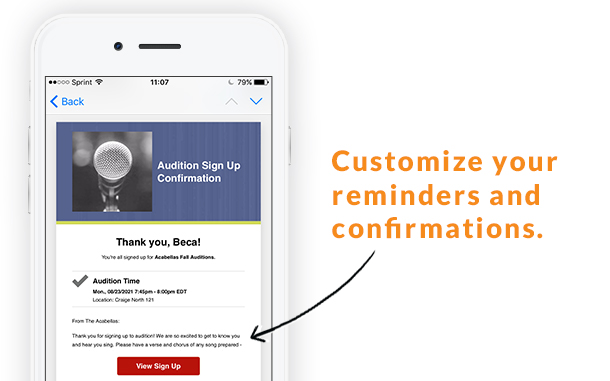 ●●○○○ Sprint 11:07 79%
Back
Audition Sign Up
Confirmation
Thank you, Beca!
You're all signed up for Acabellas Fall Auditions.
Audition Time
Mon., 08/23/2021 7:45pm - 8:00pm EDT
Location: Craige North 121
From The Acabellas:
Thank you for signing up to audition! We are so excited to get to know you
and hear you sing. Please have a verse and chorus of any song prepared -
View Sign Up
Customize your
reminders and
confirmations.